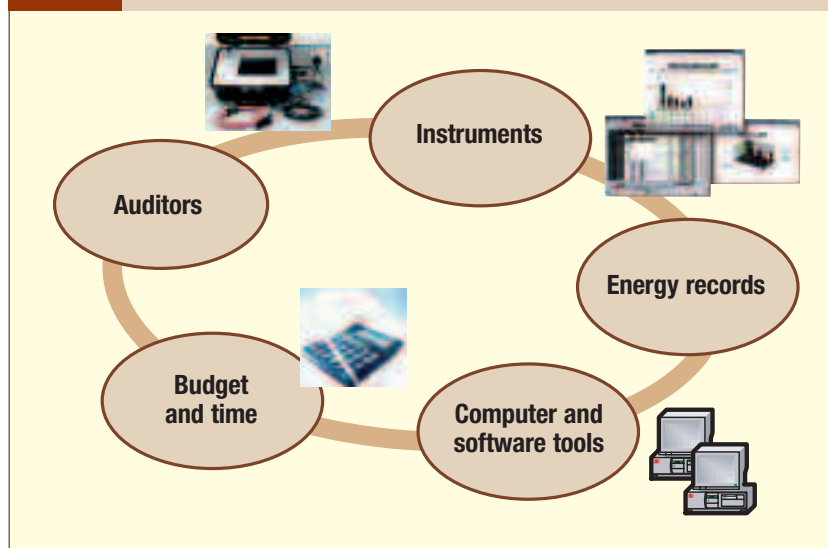 Instruments
Auditors
Energy records
Budget
and time
Computer and
software tools